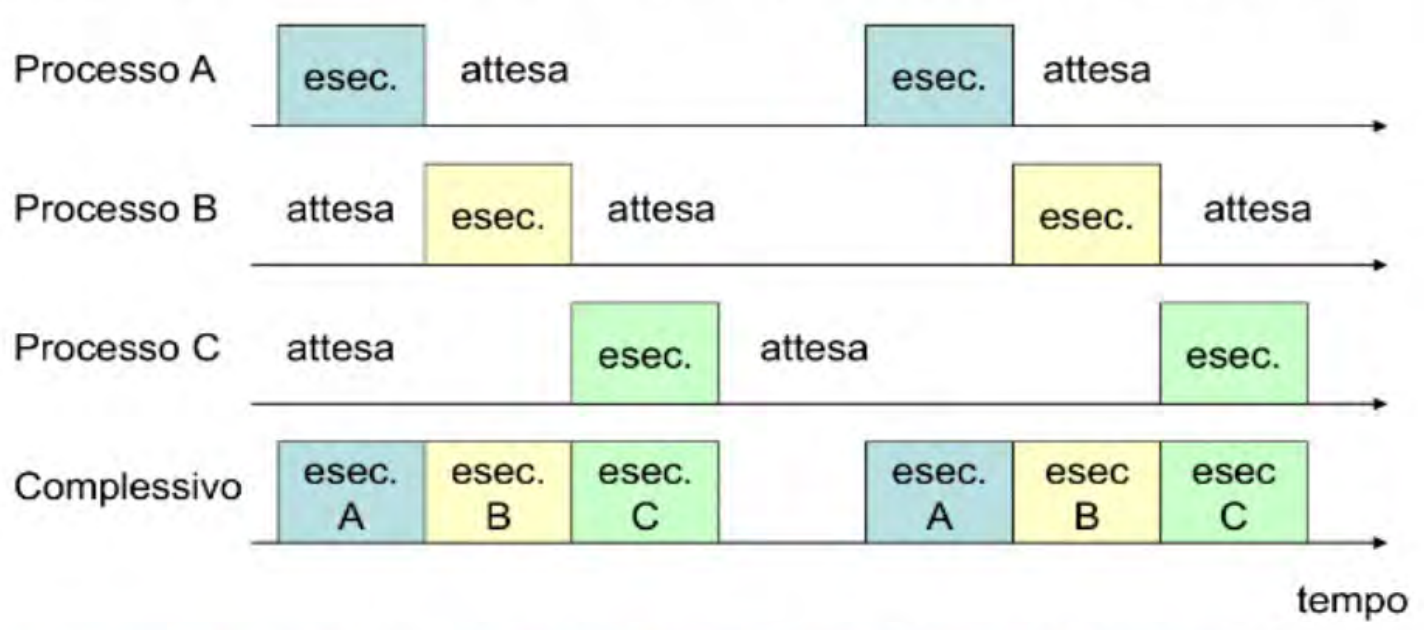 Processo A esec. attesa esec. attesa
Processo B attesa esec. attesa esec. attesa
Processo C attesa esec. attesa esec.
Complessivo esec. A esec. B esec. C esec. A esec B esec C
tempo